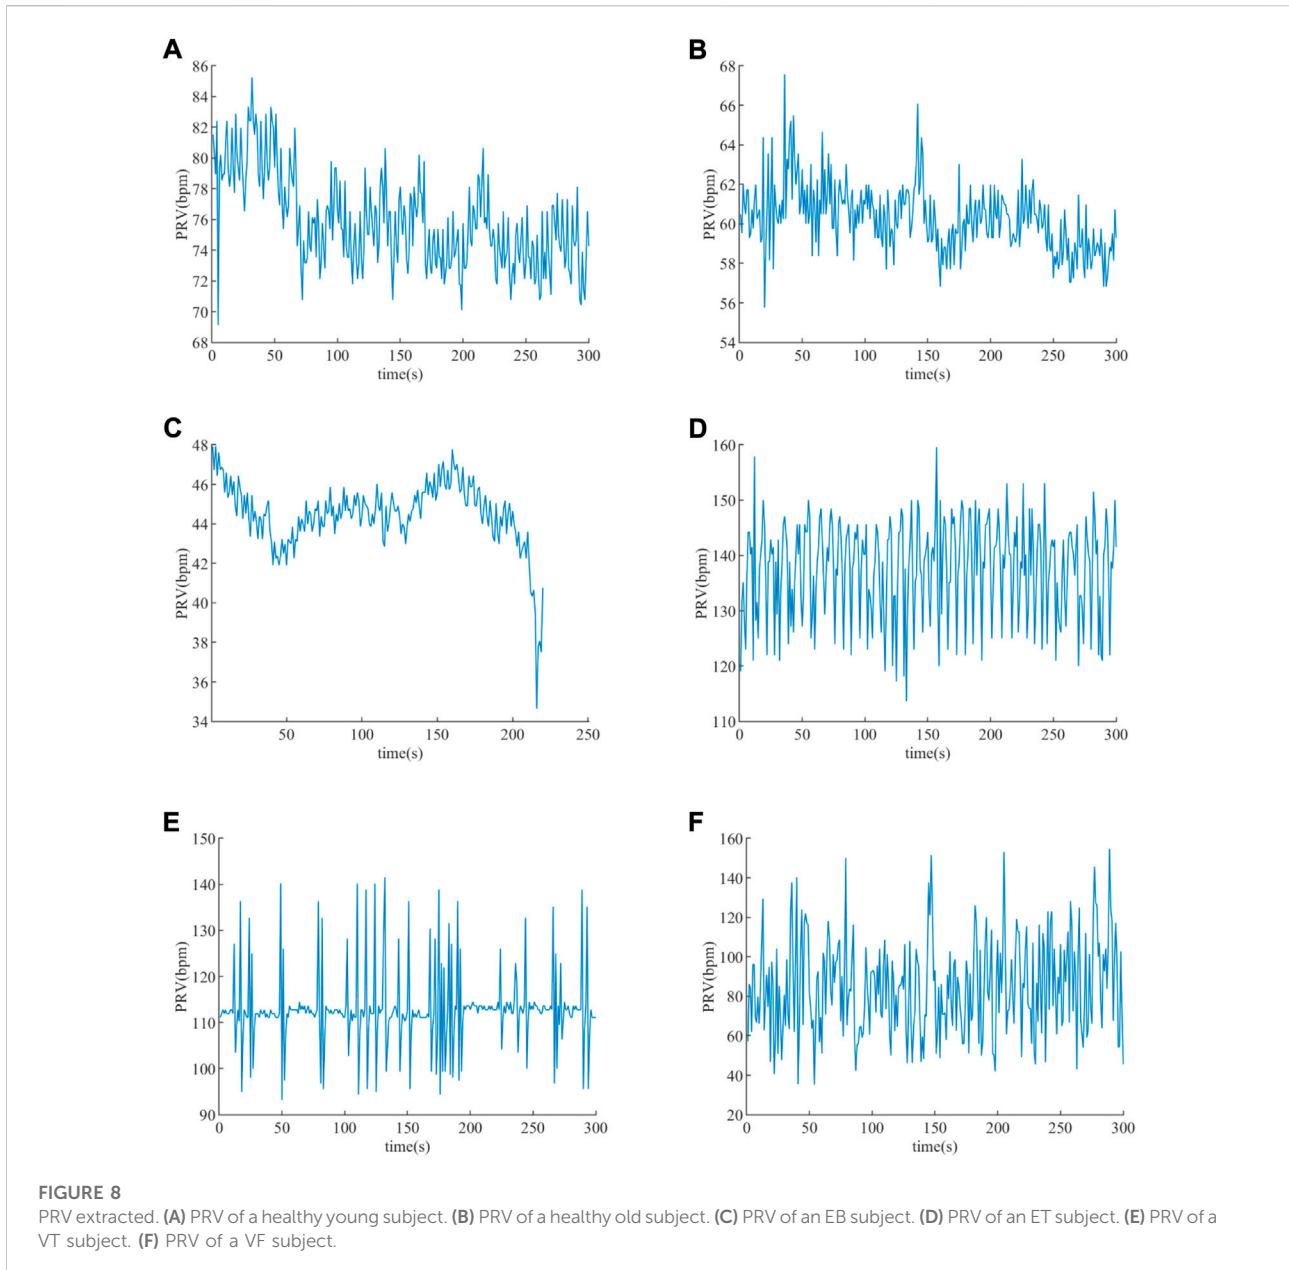 A
86
84
82
80
78
76
74
72
70
68
PRV(bpm)
0 50 100 150 200 250 300
time(s)
B
68
66
64
62
60
58
56
54
PRV(bpm)
0 50 100 150 200 250 300
time(s)
C
48
46
44
42
40
38
36
34
PRV(bpm)
50 100 150 200 250
time(s)
D
160
150
140
130
120
110
PRV(bpm)
0 50 100 150 200 250 300
time(s)
E
150
140
130
120
110
100
90
PRV(bpm)
0 50 100 150 200 250 300
time(s)
F
160
140
120
100
80
60
40
20
PRV(bpm)
0 50 100 150 200 250 300
time(s)
FIGURE 8
PRV extracted. (A) PRV of a healthy young subject. (B) PRV of a healthy old subject. (C) PRV of an EB subject. (D) PRV of an ET subject. (E) PRV of a
VT subject. (F) PRV of a VF subject.